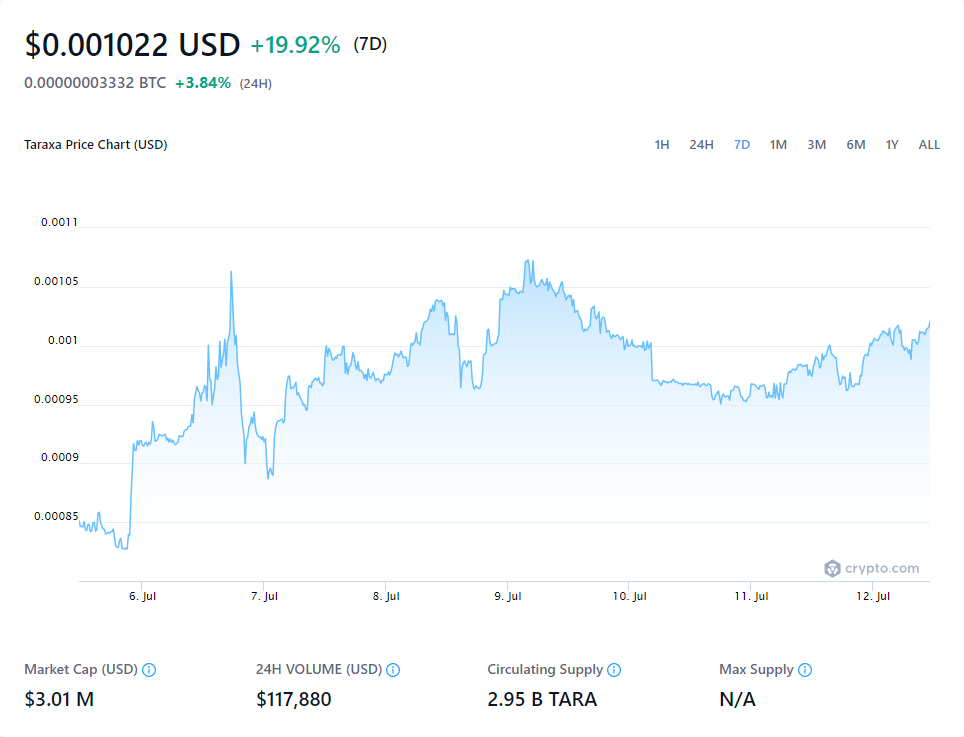 $0.001022 USD +19.92% (7D)
0.00000003332 BTC +3.84% (24H)
Taraxa Price Chart (USD)
1H 24H 7D 1M 3M 6M 1Y ALL
0.0011
0.00105
0.001
0.00095
0.0009
0.00085
crypto.com
6. Jul 7. Jul 8. Jul 9. Jul 10. Jul 11. Jul 12. Jul
Market Cap (USD) 24H VOLUME (USD) Circulating Supply Max Supply
$3.01 M $117,880 2.95 B TARA N/A